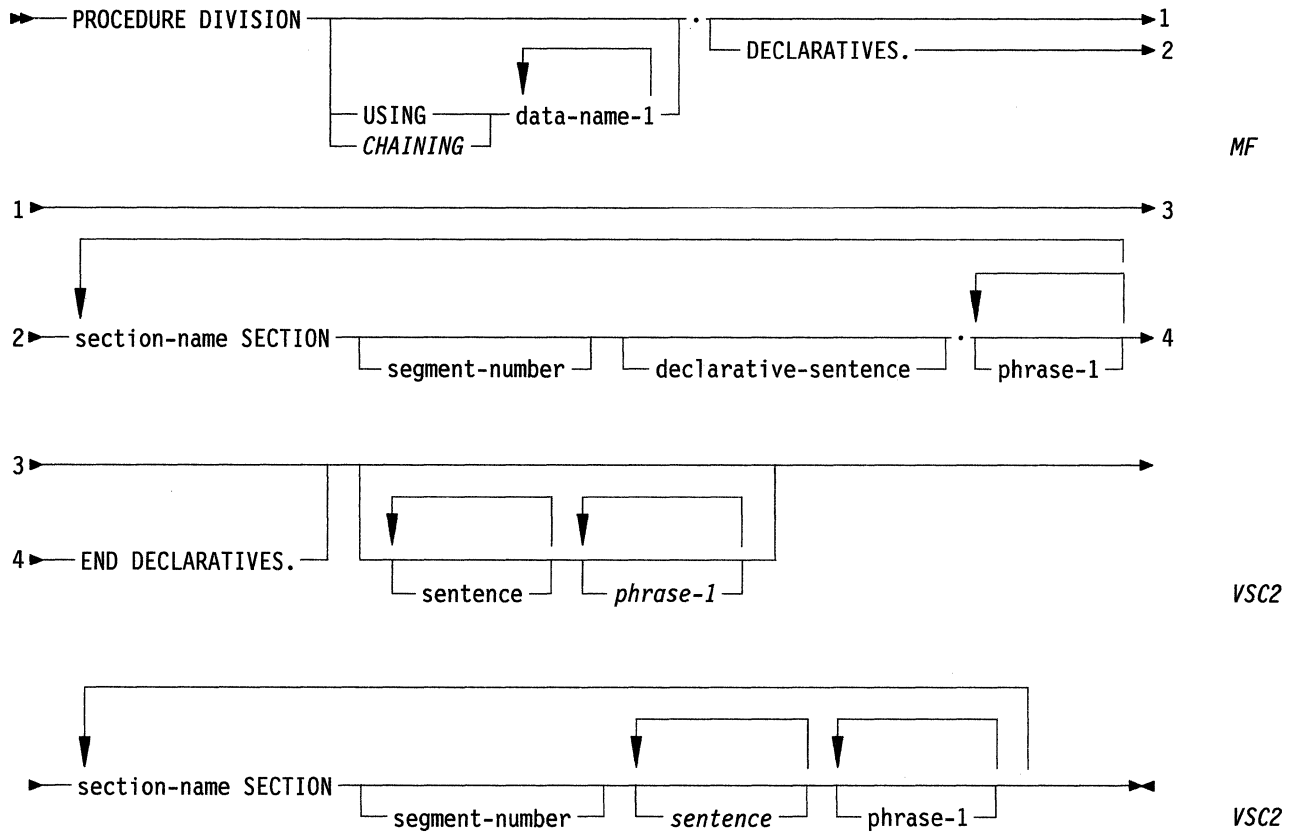 PROCEDURE DIVISION . 1
DECLARATIVES. 2
USING data-name-1
CHAINING MF
1 3
2 section-name SECTION . 4
segment-number declarative-sentence phrase-1
3
4 END DECLARATIVES.
sentence phrase-1 VSC2
section-name SECTION
segment-number sentence phrase-1 VSC2